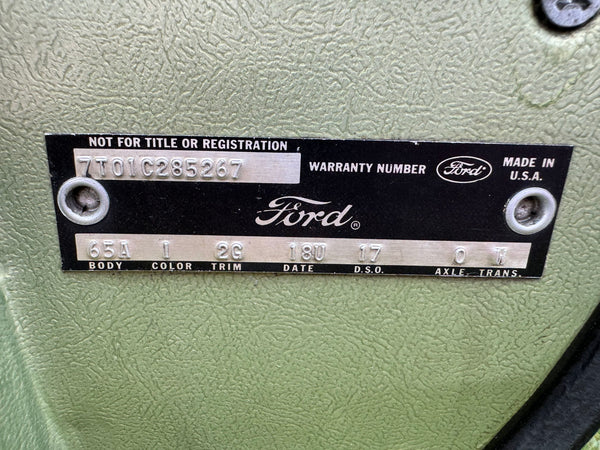 NOT FOR TITLE OR REGISTRATION
7T01C285267 WARRANTY NUMBER Ford MADE IN U.S.A.
Ford®
65A 1 2G 18U 17 0 W
BODY COLOR TRIM DATE D.S.O. AXLE TRANS.